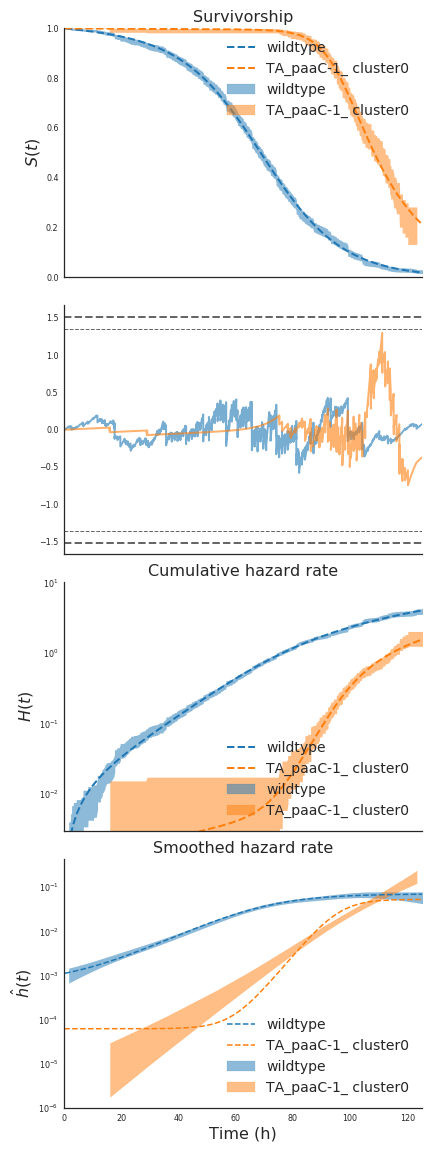 Survivorship
1.0
0.8
0.6
0.4
0.2
0.0
S(t)
wildtype
TA_paaC-1_ cluster0
wildtype
TA_paaC-1_ cluster0
1.5
1.0
0.5
0.0
−0.5
−1.0
−1.5
Cumulative hazard rate
10¹
10⁰
10⁻¹
10⁻²
H(t)
wildtype
TA_paaC-1_ cluster0
wildtype
TA_paaC-1_ cluster0
Smoothed hazard rate
10⁻¹
10⁻²
10⁻³
10⁻⁴
10⁻⁵
10⁻⁶
ĥ(t)
wildtype
TA_paaC-1_ cluster0
wildtype
TA_paaC-1_ cluster0
0 20 40 60 80 100 120
Time (h)